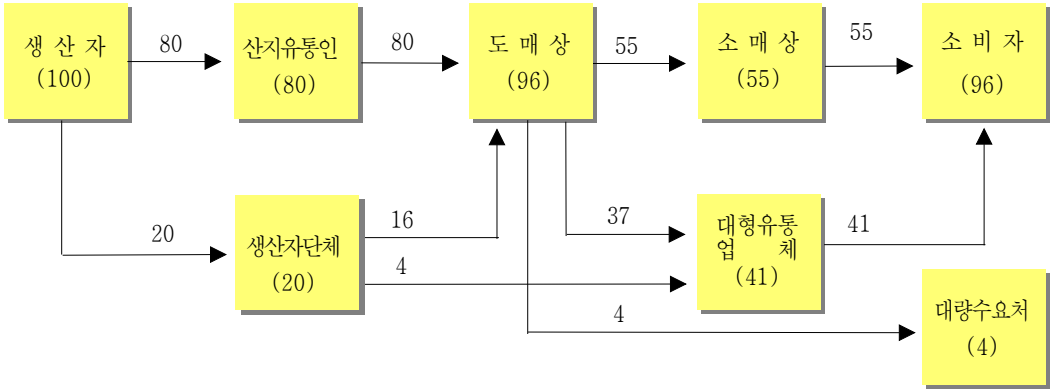 생 산 자
(100)
80
산지유통인
(80)
80
도 매 상
(96)
55
소 매 상
(55)
55
소 비 자
(96)
20
생산자단체
(20)
16
4
37
대형유통
업 체
(41)
41
4
대량수요처
(4)